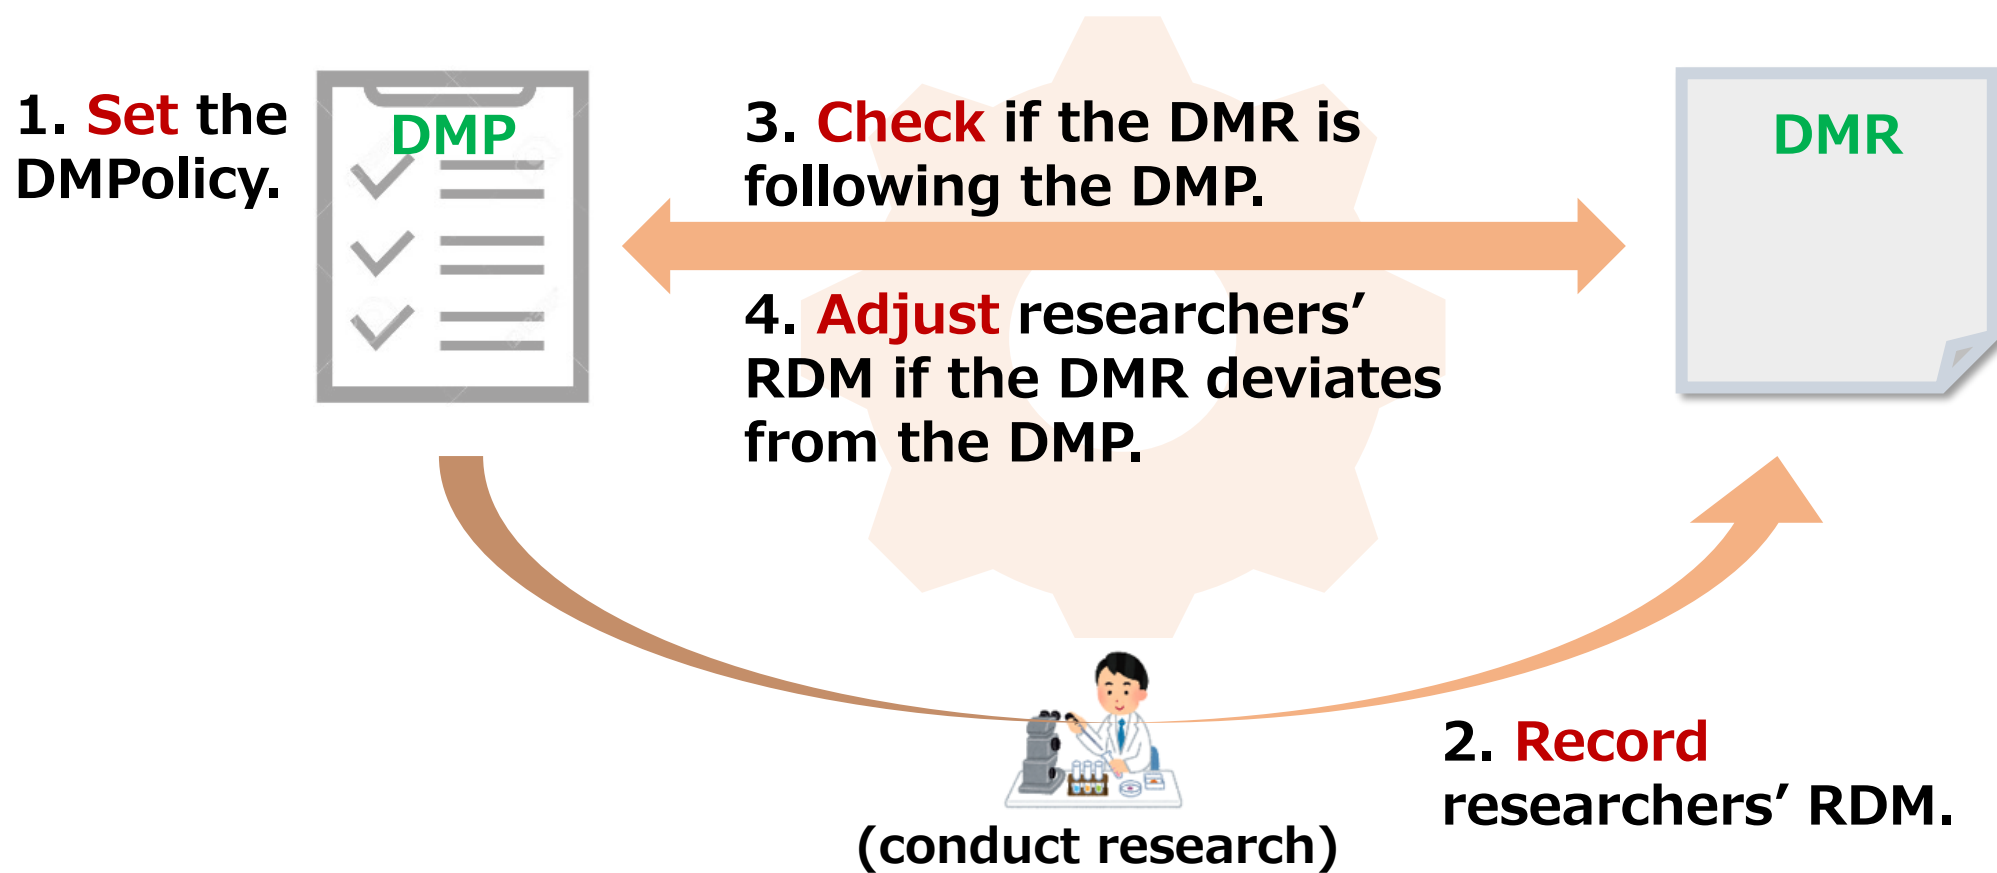 1. Set the
DMPolicy.
DMP
3. Check if the DMR is
following the DMP.
DMR
4. Adjust researchers’
RDM if the DMR deviates
from the DMP.
2. Record
researchers’ RDM.
(conduct research)